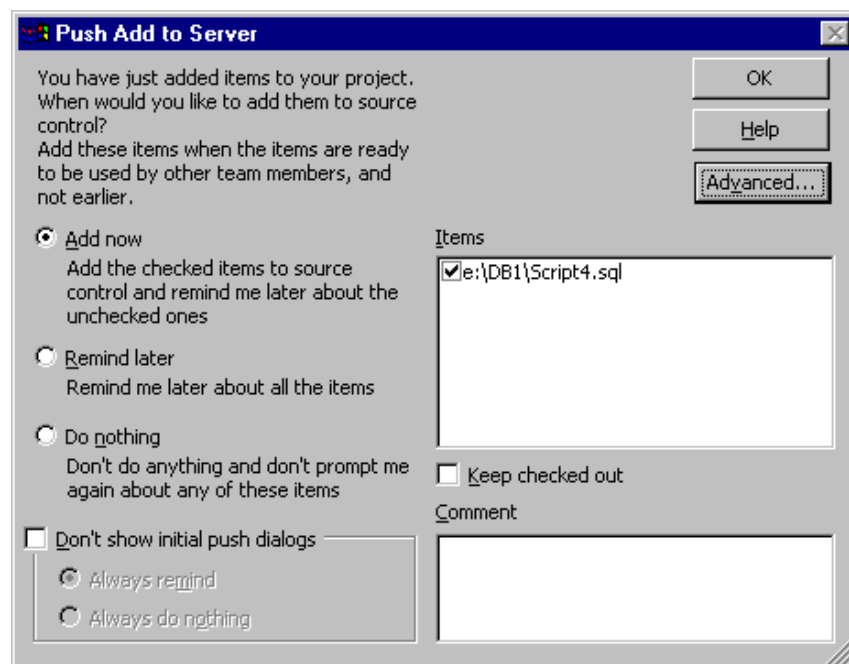 Push Add to Server
You have just added items to your project.
When would you like to add them to source
control?
Add these items when the items are ready
to be used by other team members, and
not earlier.
OK
Help
Advanced...
Add now
Add the checked items to source
control and remind me later about the
unchecked ones
Remind later
Remind me later about all the items
Do nothing
Don't do anything and don't prompt me
again about any of these items
Don't show initial push dialogs
Always remind
Always do nothing
Items
e:\DB1\Script4.sql
Keep checked out
Comment